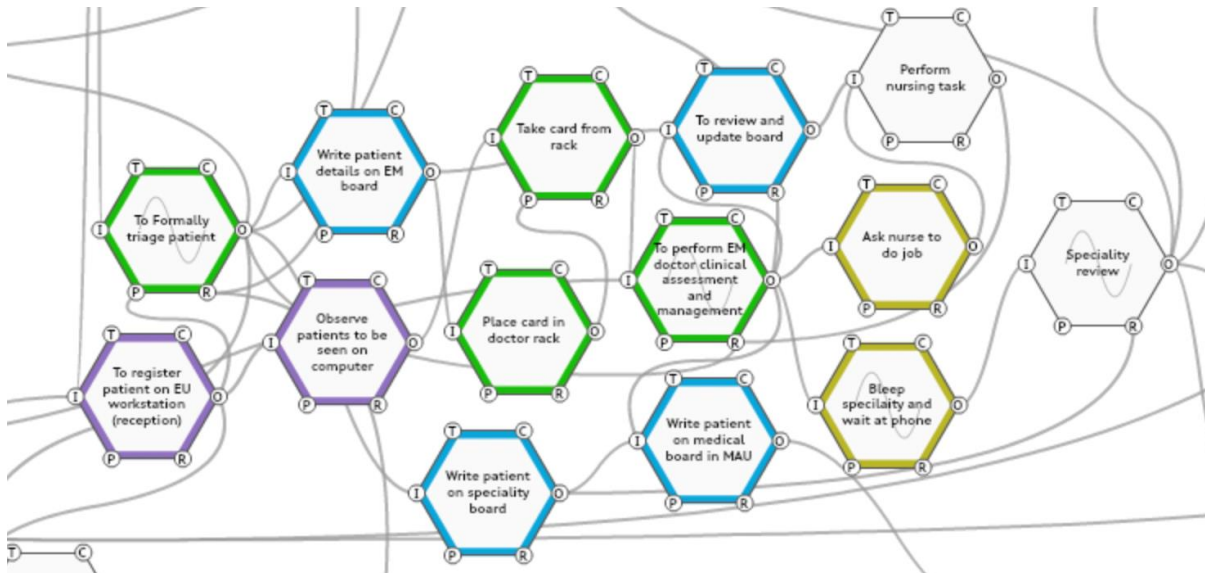 T C
Perform
nursing task
I O
P R
T C
Take card from
rack
I O
P R
T C
To review and
update board
I O
P R
T C
Write patient
details on EM
board
I O
P R
T C
To Formally
triage patient
I O
P R
T C
Ask nurse to
do job
I O
P R
T C
To perform EM
doctor clinical
assessment
and
management
I O
P R
T C
Speciality
review
I O
P R
T C
Observe
patients to be
seen on
computer
I O
P R
T C
Place card in
doctor rack
I O
P R
T C
To register
patient on EU
workstation
(reception)
I O
P R
T C
Bleep
specilaity and
wait at phone
I O
P R
T C
Write patient
on medical
board in MAU
I O
P R
T C
Write patient
on speciality
board
I O
P R
T C